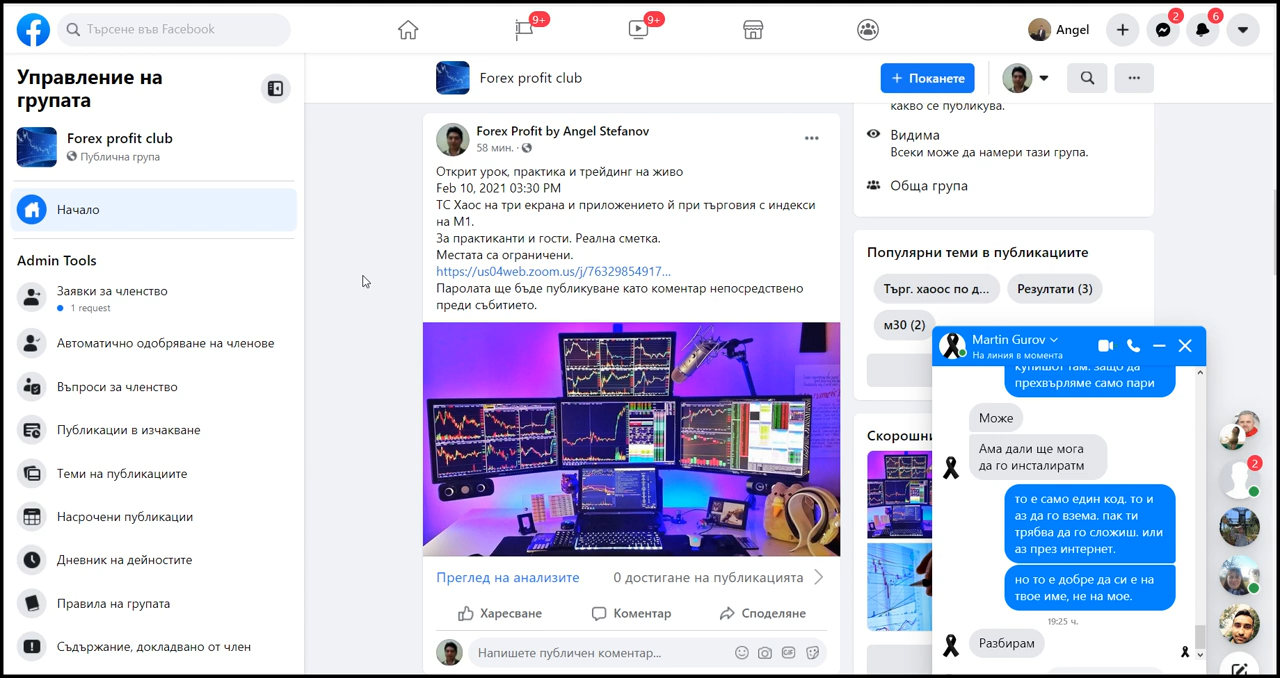 Търсене във Facebook
9+
9+
Angel
2
6
Управление на
групата
Forex profit club
Публична група
Начало
Admin Tools
Заявки за членство
1 request
Автоматично одобряване на членове
Въпроси за членство
Публикации в изчакване
Теми на публикациите
Насрочени публикации
Дневник на дейностите
Правила на групата
Съдържание, докладвано от член
Forex profit club
+ Поканете
Forex Profit by Angel Stefanov
58 мин.
Открит урок, практика и трейдинг на живо
Feb 10, 2021 03:30 PM
ТС Хаос на три екрана и приложението й при търговия с индекси
на М1.
За практиканти и гости. Реална сметка.
Местата са ограничени.
https://us04web.zoom.us/j/76329854917...
Паролата ще бъде публикуване като коментар непосредствено
преди събитието.
Преглед на анализите
0 достигане на публикацията
Харесване
Коментар
Споделяне
Напишете публичен коментар...
GIF
какво се публикува.
Видима
Всеки може да намери тази група.
Обща група
Популярни теми в публикациите
Търг. хаоос по д...
Резултати (3)
м30 (2)
Скорошн
Martin Gurov
На линия в момента
купишот там. защо да
прехвърляме само пари
Може
Ама дали ще мога
да го инсталиратм
то е само един код. то и
аз да го взема. пак ти
трябва да го сложиш. или
аз през интернет.
но то е добре да си е на
твое име, не на мое.
19:25 ч.
Разбирам
2